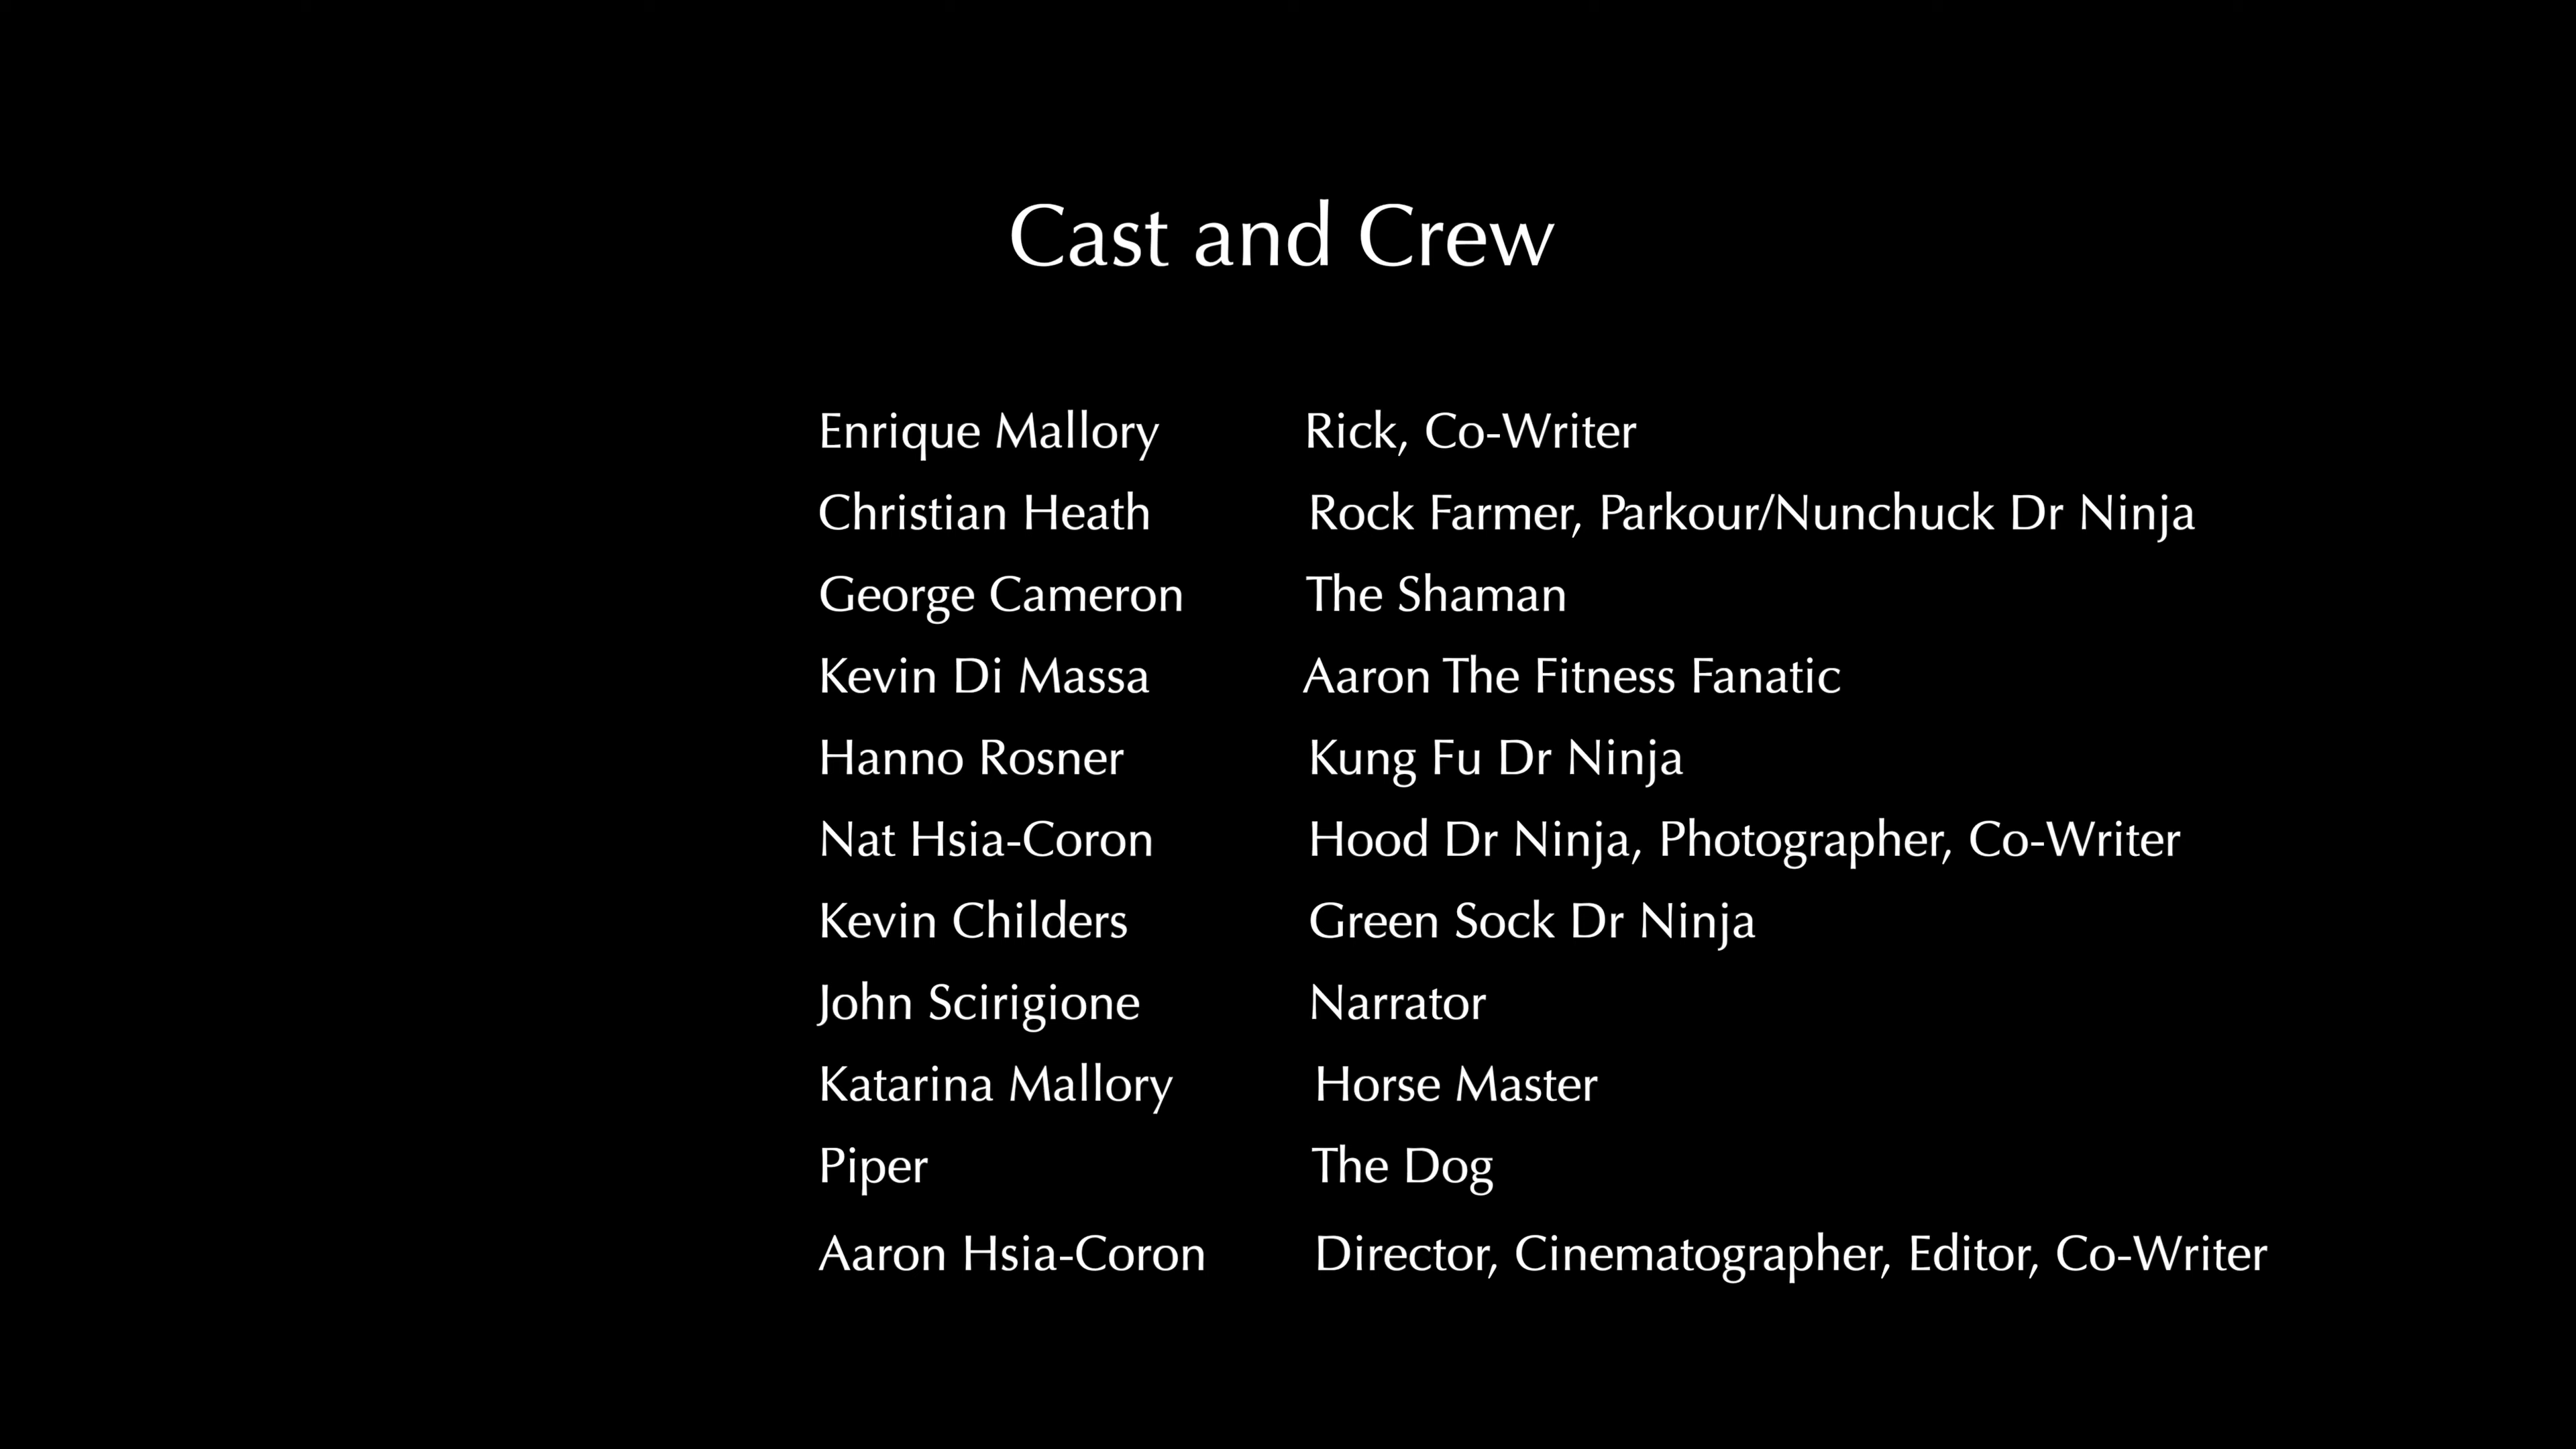 Cast and Crew
Enrique Mallory Rick, Co-Writer
Christian Heath Rock Farmer, Parkour/Nunchuck Dr Ninja
George Cameron The Shaman
Kevin Di Massa Aaron The Fitness Fanatic
Hanno Rosner Kung Fu Dr Ninja
Nat Hsia-Coron Hood Dr Ninja, Photographer, Co-Writer
Kevin Childers Green Sock Dr Ninja
John Scirigione Narrator
Katarina Mallory Horse Master
Piper The Dog
Aaron Hsia-Coron Director, Cinematographer, Editor, Co-Writer